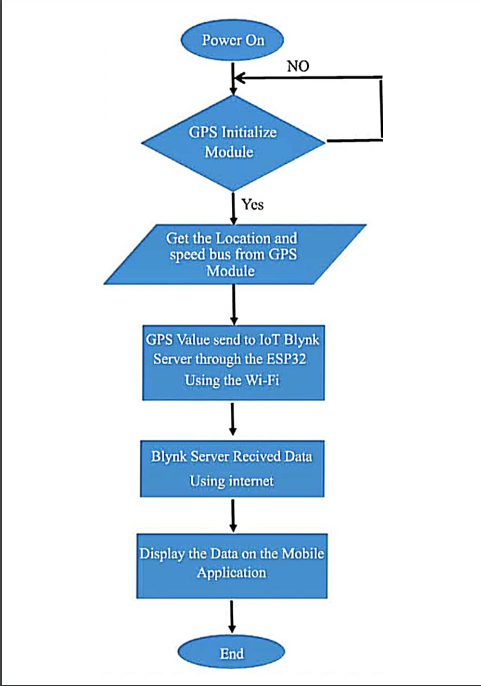 Power On
NO
GPS Initialize
Module
Yes
Get the Location and
speed bus from GPS
Module
GPS Value send to IoT Blynk
Server through the ESP32
Using the Wi-Fi
Blynk Server Recived Data
Using internet
Display the Data on the Mobile
Application
End